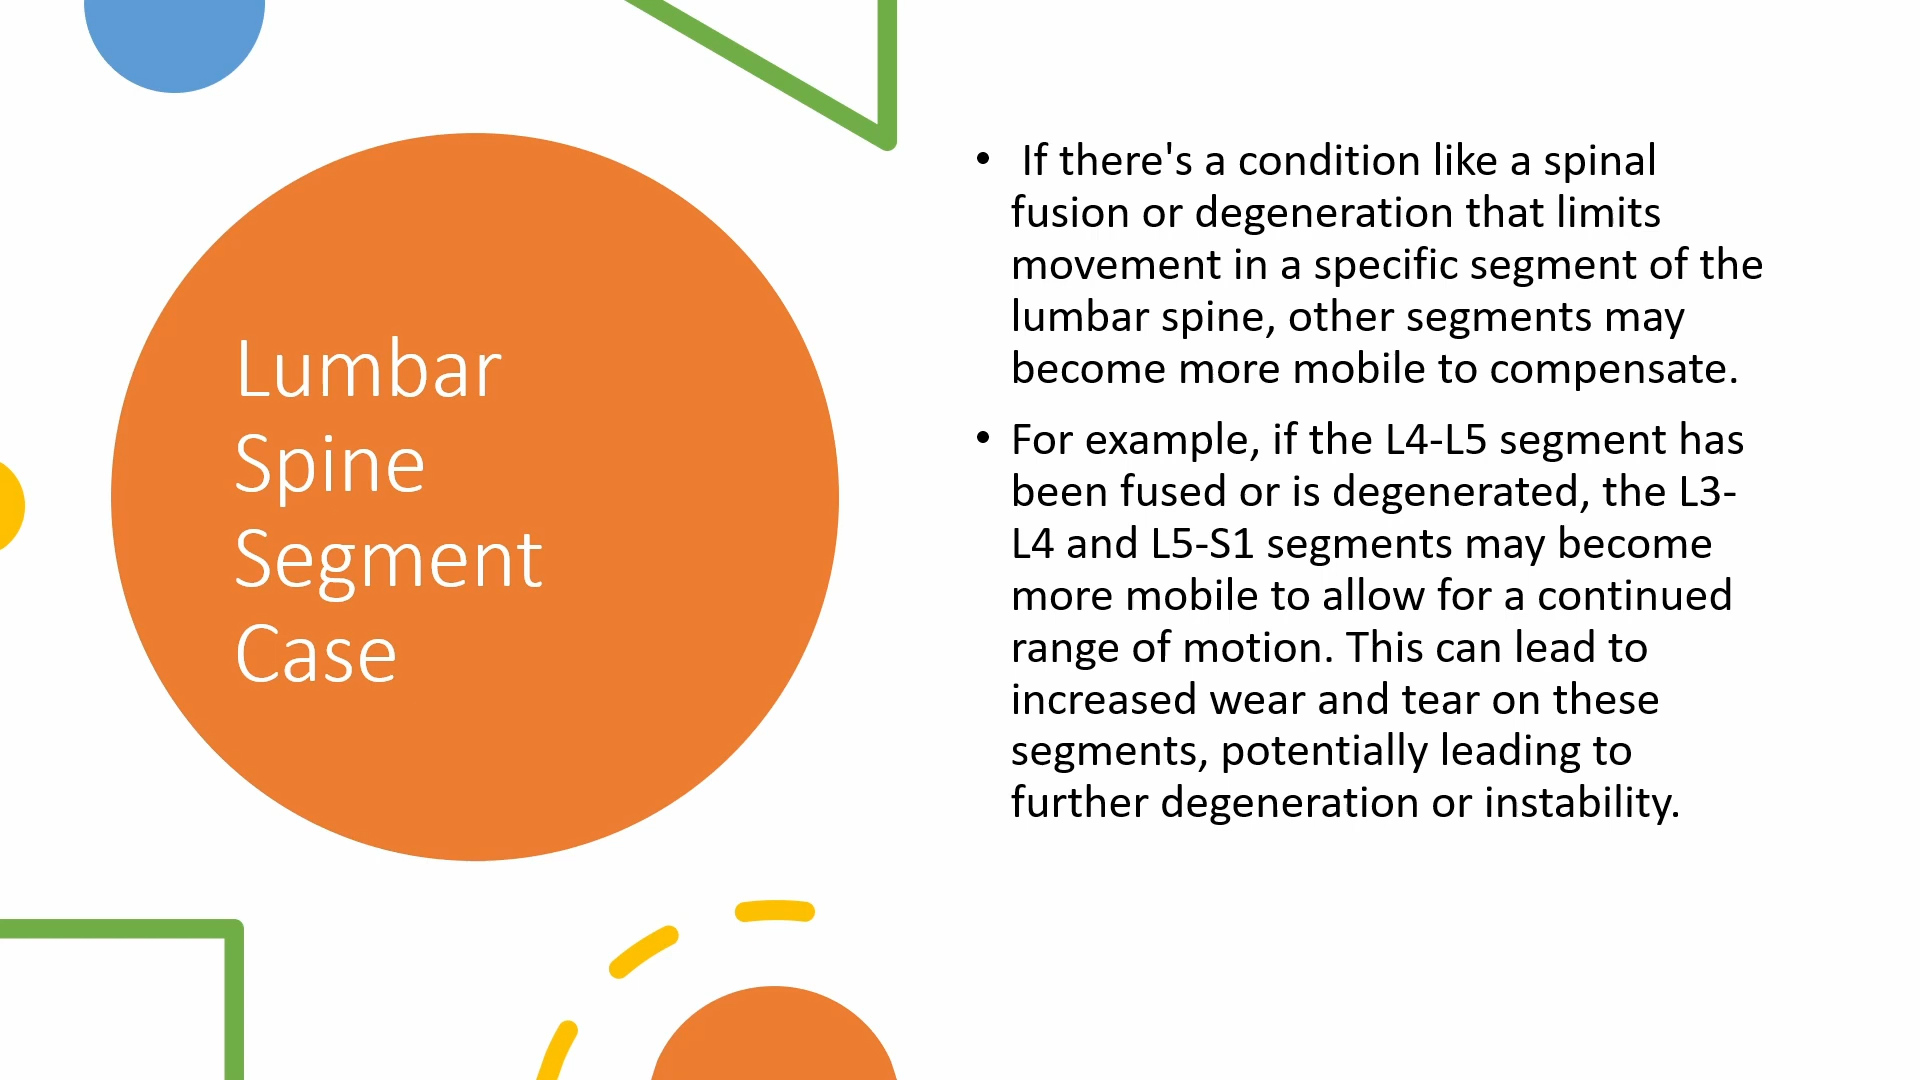 Lumbar
Spine
Segment
Case
• If there's a condition like a spinal
fusion or degeneration that limits
movement in a specific segment of the
lumbar spine, other segments may
become more mobile to compensate.
• For example, if the L4-L5 segment has
been fused or is degenerated, the L3-
L4 and L5-S1 segments may become
more mobile to allow for a continued
range of motion. This can lead to
increased wear and tear on these
segments, potentially leading to
further degeneration or instability.